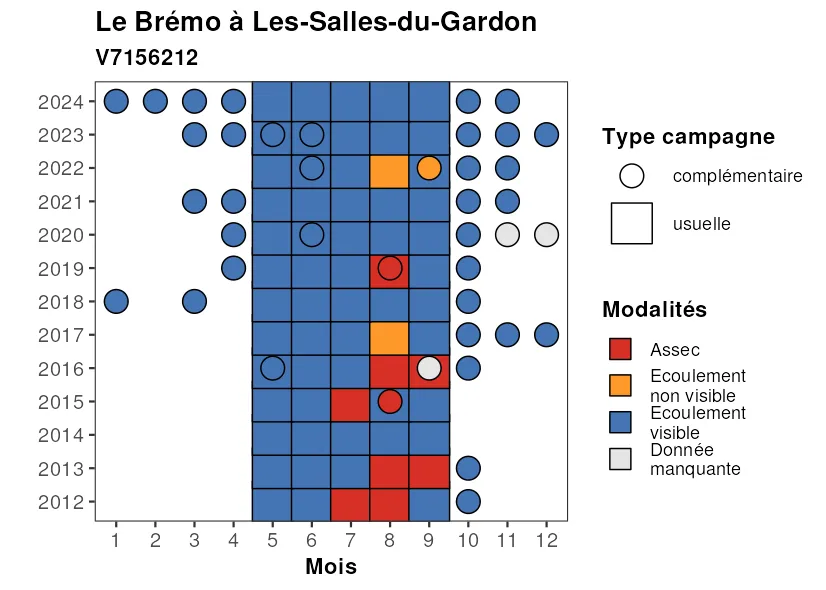 Le Brémo à Les-Salles-du-Gardon
V7156212
2024
2023
2022
2021
2020
2019
2018
2017
2016
2015
2014
2013
2012
1 2 3 4 5 6 7 8 9 10 11 12
Mois
Type campagne
complémentaire
usuelle
Modalités
Assec
Ecoulement
non visible
Ecoulement
visible
Donnée
manquante